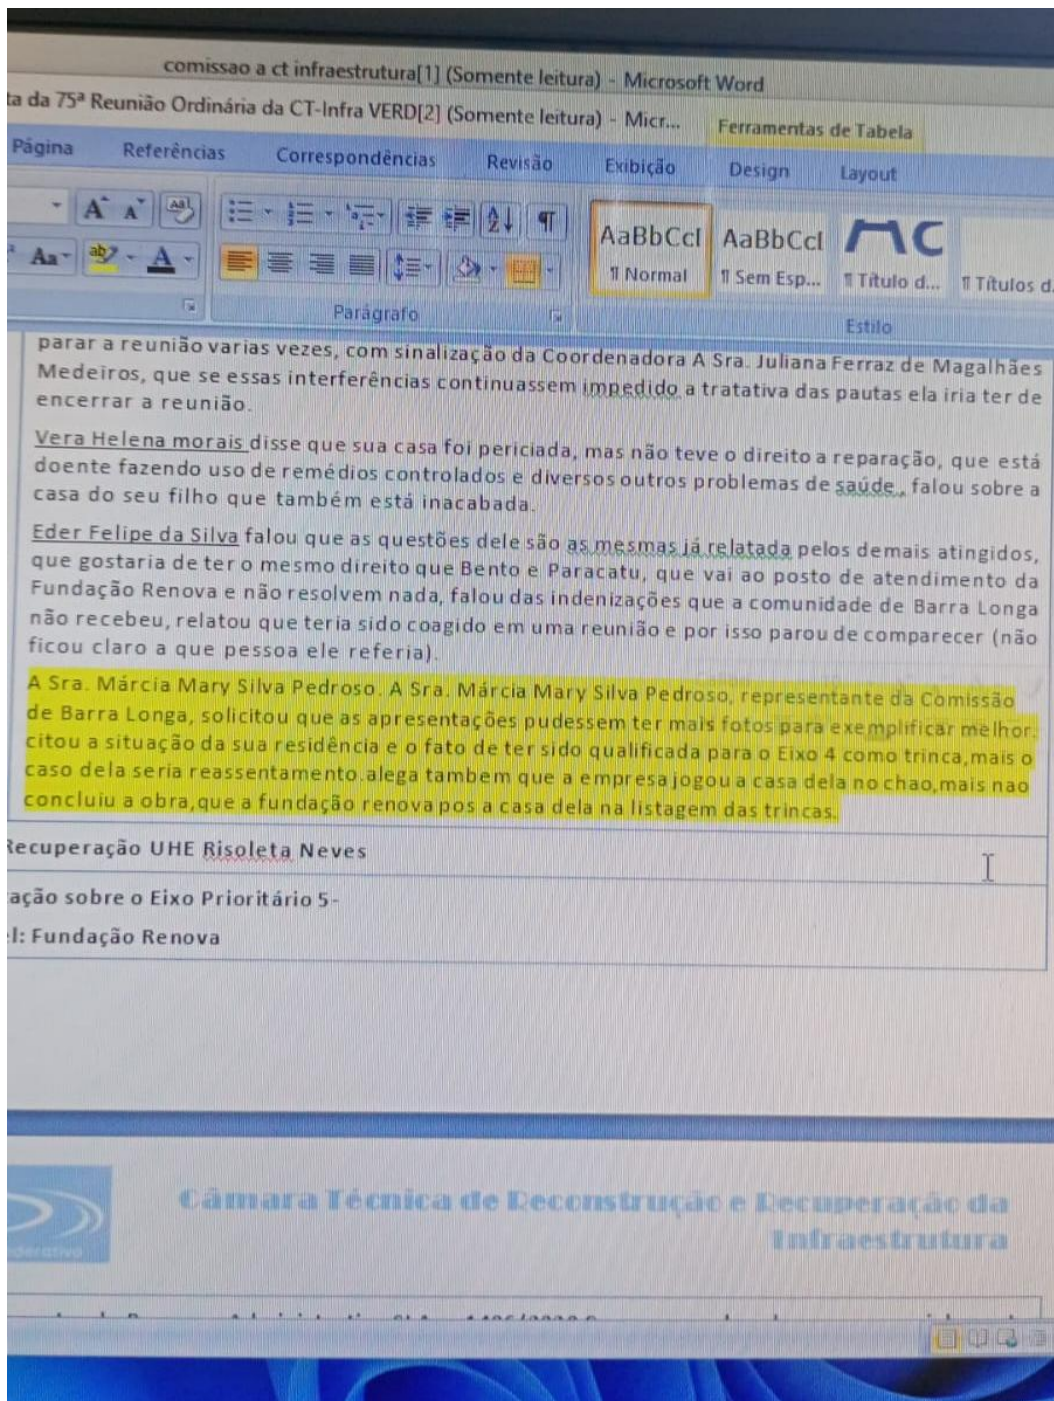 comissao a ct infraestrutura[1] (Somente leitura) - Microsoft Word
ta da 75ª Reunião Ordinária da CT-Infra VERD[2] (Somente leitura) - Micr...
Ferramentas de Tabela
Página Referências Correspondências Revisão Exibição Design Layout
AaBbCcI AaBbCcI
¶ Normal ¶ Sem Esp... ¶ Título d... ¶ Títulos d
Parágrafo
Estilo
parar a reunião varias vezes, com sinalização da Coordenadora A Sra. Juliana Ferraz de Magalhães
Medeiros, que se essas interferências continuassem impedido a tratativa das pautas ela iria ter de
encerrar a reunião.
Vera Helena morais disse que sua casa foi periciada, mas não teve o direito a reparação, que está
doente fazendo uso de remédios controlados e diversos outros problemas de saúde , falou sobre a
casa do seu filho que também está inacabada.
Eder Felipe da Silva falou que as questões dele são as mesmas já relatada pelos demais atingidos,
que gostaria de ter o mesmo direito que Bento e Paracatu, que vai ao posto de atendimento da
Fundação Renova e não resolvem nada, falou das indenizações que a comunidade de Barra Longa
não recebeu, relatou que teria sido coagido em uma reunião e por isso parou de comparecer (não
ficou claro a que pessoa ele referia).
A Sra. Márcia Mary Silva Pedroso. A Sra. Márcia Mary Silva Pedroso, representante da Comissão
de Barra Longa, solicitou que as apresentações pudessem ter mais fotos para exemplificar melhor.
citou a situação da sua residência e o fato de ter sido qualificada para o Eixo 4 como trinca,mais o
caso dela seria reassentamento.alega tambem que a empresa jogou a casa dela no chao,mais nao
concluiu a obra,que a fundação renova pos a casa dela na listagem das trincas.
Recuperação UHE Risoleta Neves
ação sobre o Eixo Prioritário 5-
l: Fundação Renova
Câmara Técnica de Reconstrução e Recuperação da
Infraestrutura
derativo